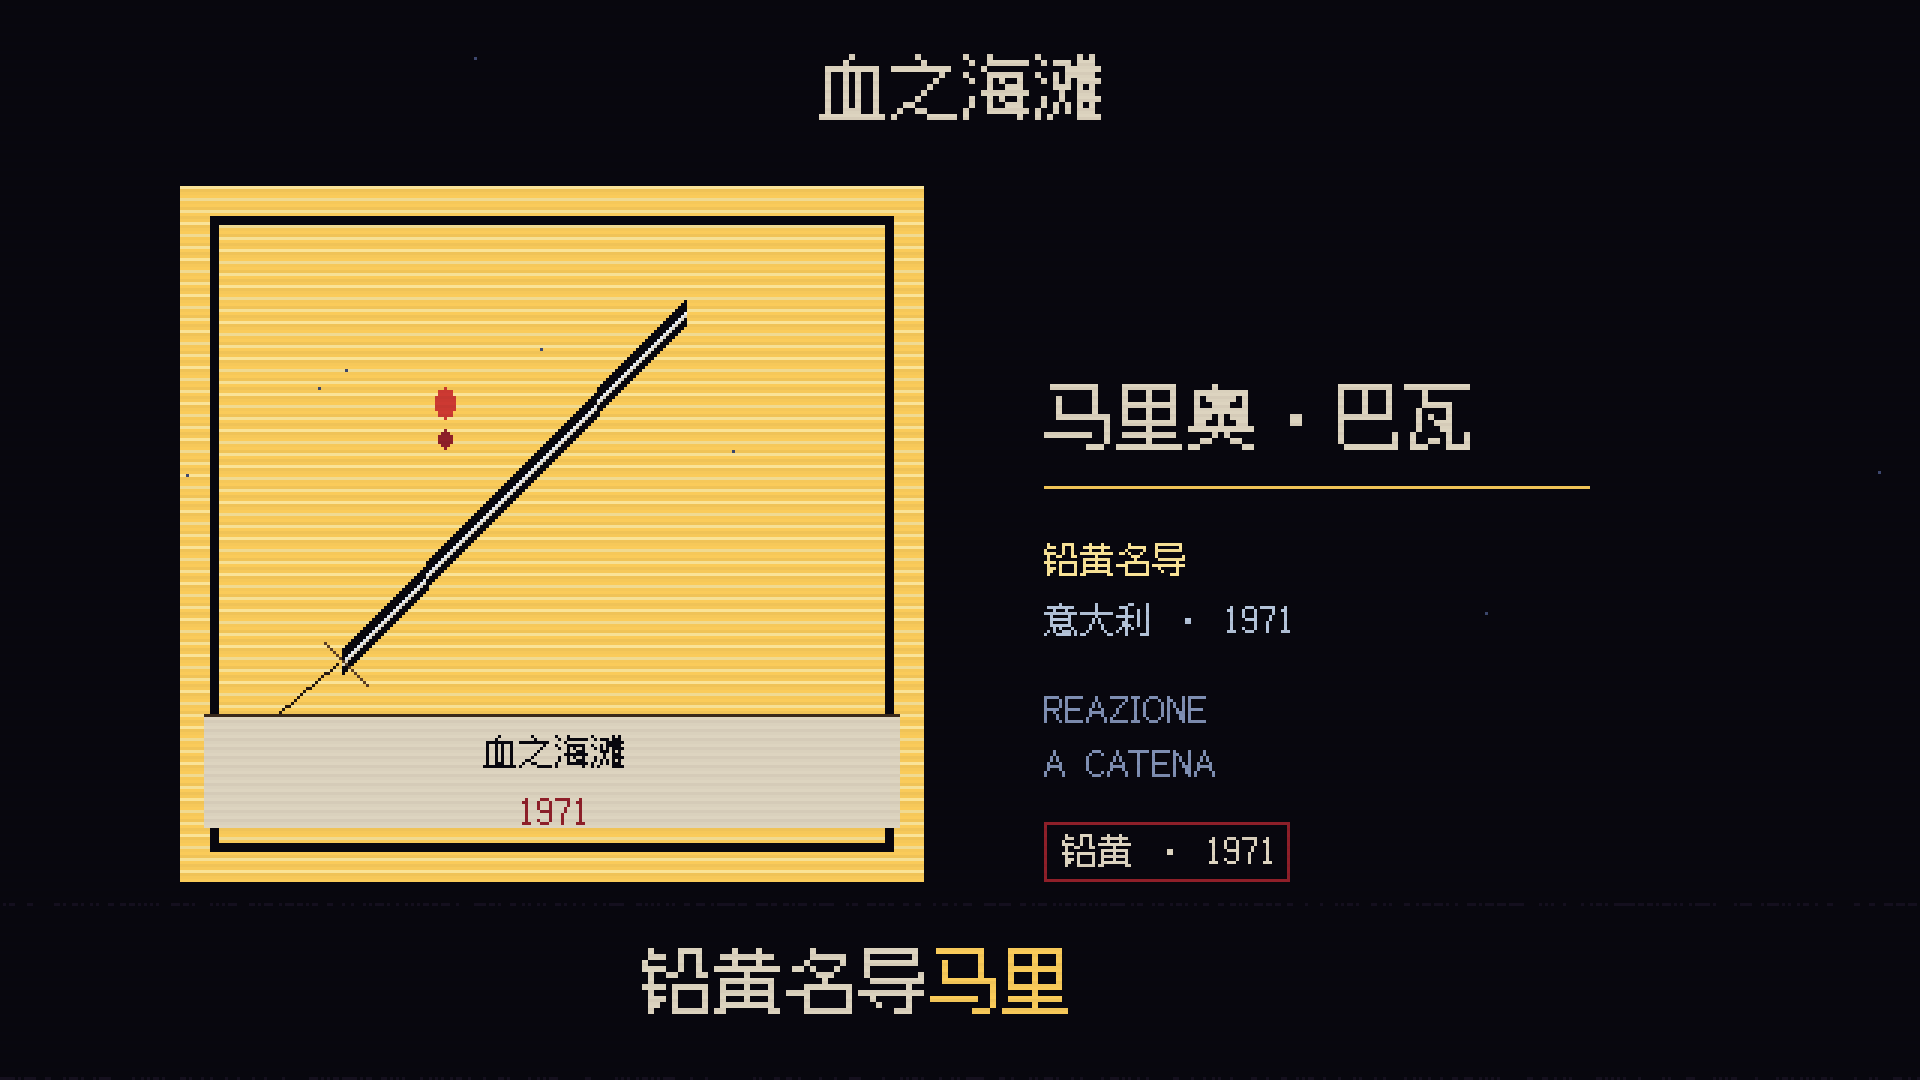 血之海滩
血之海滩
1971
马里奥·巴瓦
铅黄名导
意大利 · 1971
REAZIONE
A CATENA
铅黄 · 1971
铅黄名导马里